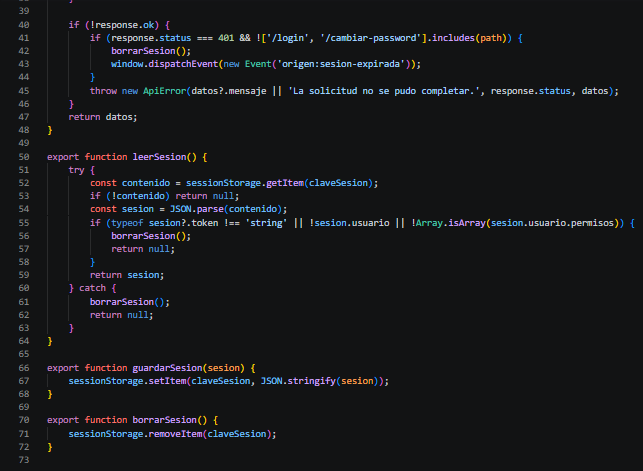 39
40 if (!response.ok) {
41 if (response.status === 401 && !['/login', '/cambiar-password'].includes(path)) {
42 borrarSesion();
43 window.dispatchEvent(new Event('origen:sesion-expirada'));
44 }
45 throw new ApiError(datos?.mensaje || 'La solicitud no se pudo completar.', response.status, datos);
46 }
47 return datos;
48 }
49
50 export function leerSesion() {
51 try {
52 const contenido = sessionStorage.getItem(claveSesion);
53 if (!contenido) return null;
54 const sesion = JSON.parse(contenido);
55 if (typeof sesion?.token !== 'string' || !sesion.usuario || !Array.isArray(sesion.usuario.permisos)) {
56 borrarSesion();
57 return null;
58 }
59 return sesion;
60 } catch {
61 borrarSesion();
62 return null;
63 }
64 }
65
66 export function guardarSesion(sesion) {
67 sessionStorage.setItem(claveSesion, JSON.stringify(sesion));
68 }
69
70 export function borrarSesion() {
71 sessionStorage.removeItem(claveSesion);
72 }
73